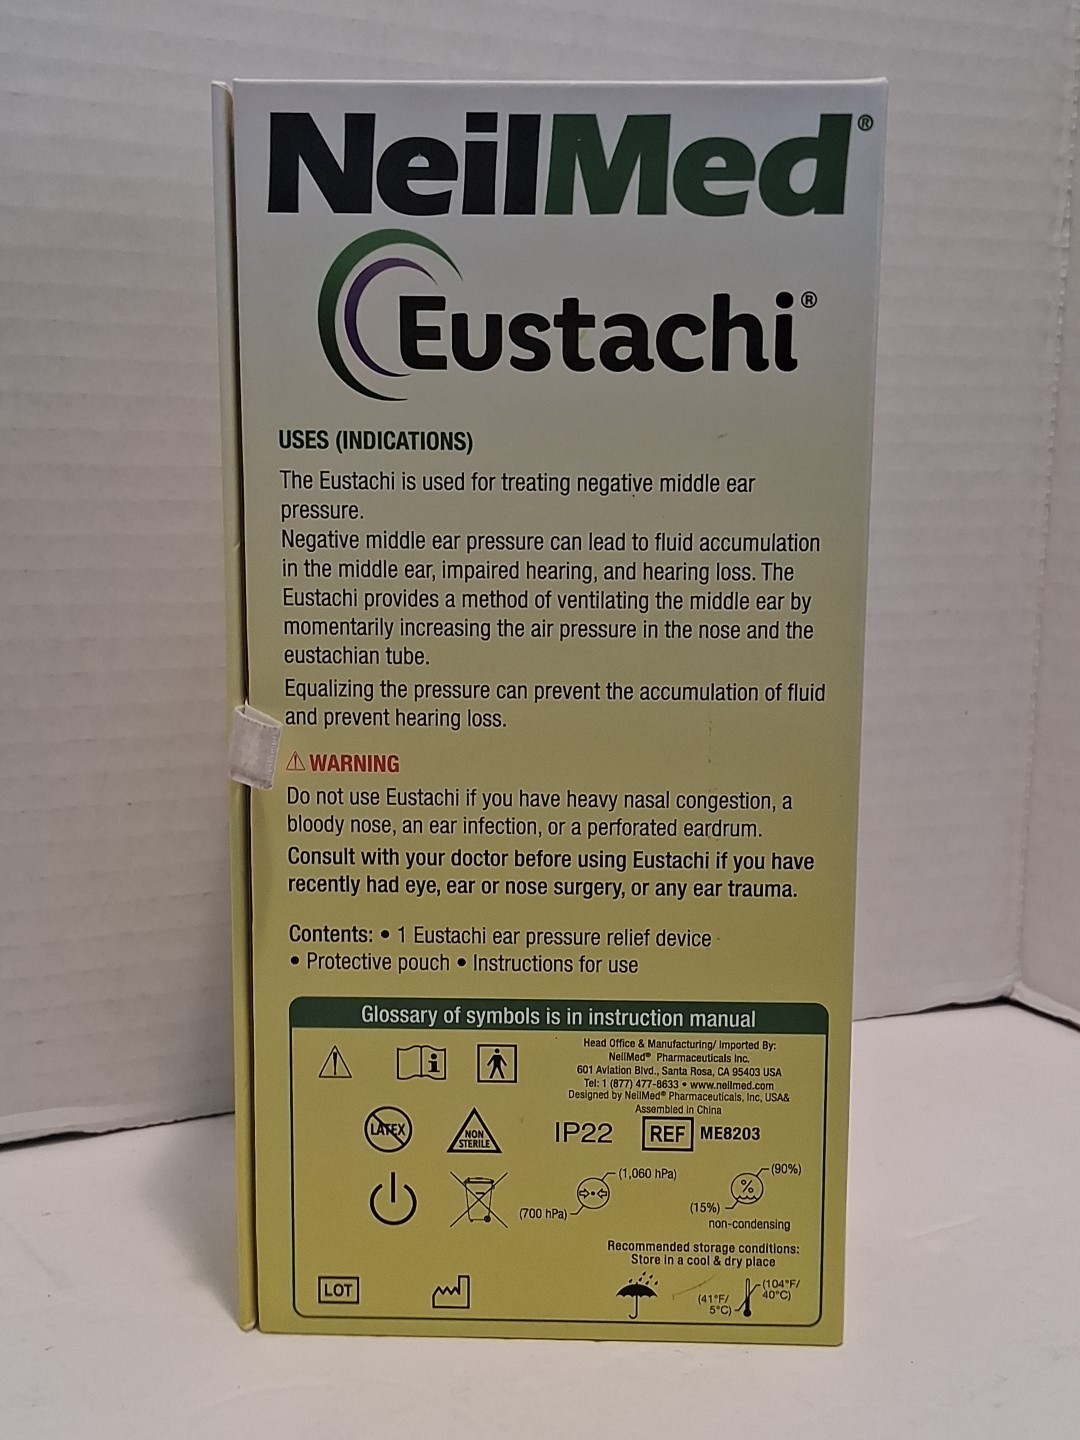 NeilMed®
Eustachi®
USES (INDICATIONS)
The Eustachi is used for treating negative middle ear
pressure.
Negative middle ear pressure can lead to fluid accumulation
in the middle ear, impaired hearing, and hearing loss. The
Eustachi provides a method of ventilating the middle ear by
momentarily increasing the air pressure in the nose and the
eustachian tube.
Equalizing the pressure can prevent the accumulation of fluid
and prevent hearing loss.
⚠ WARNING
Do not use Eustachi if you have heavy nasal congestion, a
bloody nose, an ear infection, or a perforated eardrum.
Consult with your doctor before using Eustachi if you have
recently had eye, ear or nose surgery, or any ear trauma.
Contents: • 1 Eustachi ear pressure relief device
• Protective pouch • Instructions for use
Glossary of symbols is in instruction manual
Head Office & Manufacturing/ Imported By:
NeilMed® Pharmaceuticals Inc.
601 Aviation Blvd., Santa Rosa, CA 95403 USA
Tel: 1 (877) 477-8633 • www.neilmed.com
Designed by NeilMed® Pharmaceuticals, Inc, USA&
Assembled in China
LATEX
NON
STERILE
IP22
REF ME8203
(1,060 hPa)
(700 hPa)
(90%)
%
(15%)
non-condensing
Recommended storage conditions:
Store in a cool & dry place
LOT
(104°F/
40°C)
(41°F/
5°C)